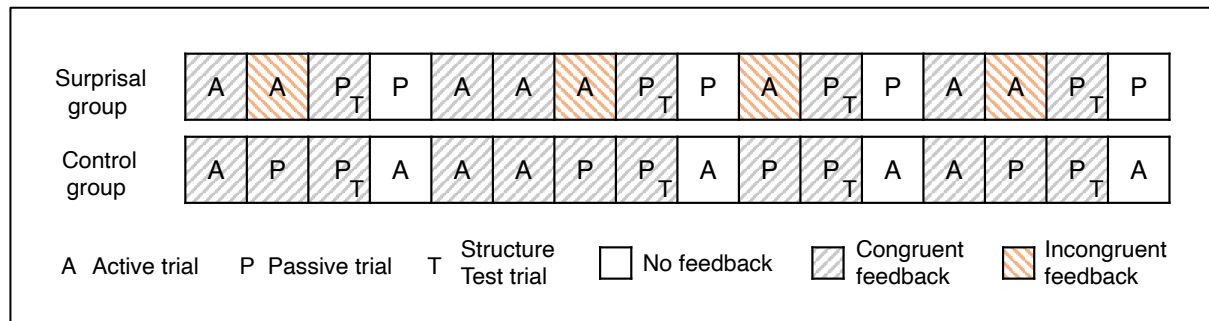 Surprisal
group
A A P T P A A A P T P A P T P A A P T P
Control
group
A P P T A A A P P T A P P T A A P P T A
A Active trial P Passive trial T Structure
Test trial No feedback Congruent
feedback Incongruent
feedback